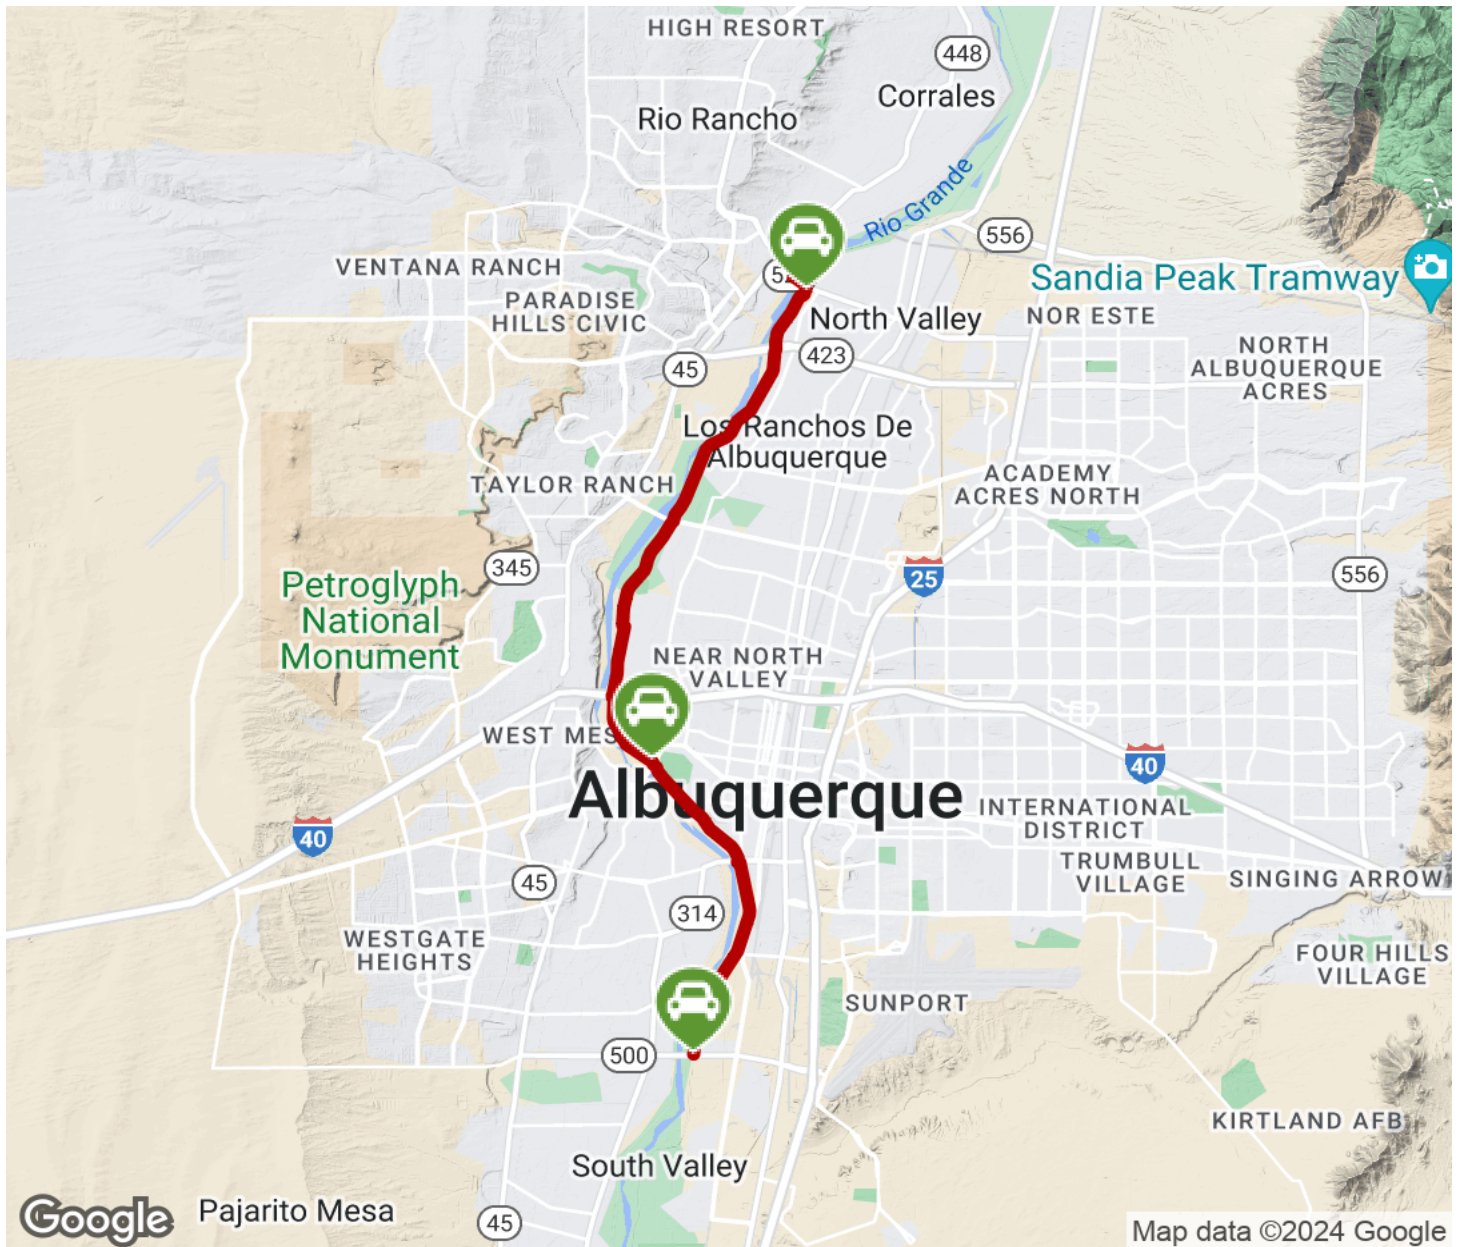 HIGH RESORT
448
Corrales
Rio Rancho
Rio Grande
556
VENTANA RANCH
Sandia Peak Tramway
PARADISE
HILLS CIVIC
North Valley
NOR ESTE
423
45
NORTH
ALBUQUERQUE
ACRES
Los Ranchos De
Albuquerque
TAYLOR RANCH
ACADEMY
ACRES NORTH
345
25
556
Petroglyph
National
Monument
NEAR NORTH
VALLEY
WEST MES
40
Albuquerque
INTERNATIONAL
DISTRICT
40
TRUMBULL
VILLAGE
SINGING ARROW
45
314
WESTGATE
HEIGHTS
FOUR HILLS
VILLAGE
SUNPORT
500
KIRTLAND AFB
South Valley
Google
Pajarito Mesa
45
Map data ©2024 Google